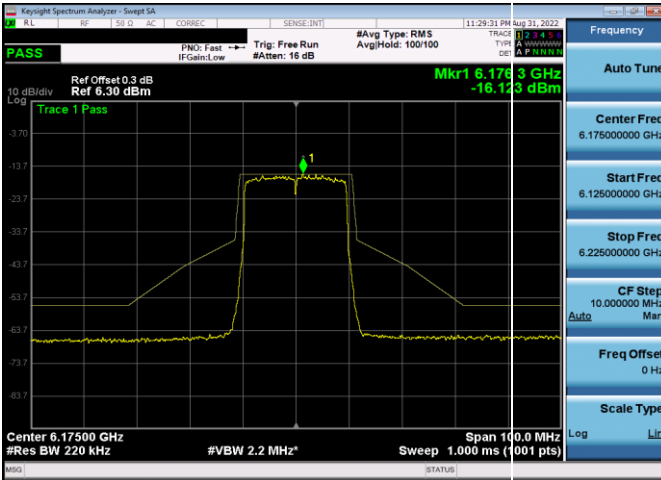 Keysight Spectrum Analyzer - Swept SA
RL RF 50 Ω AC CORREC SENSE:INT 11:29:31 PM Aug 31, 2022
Frequency
#Avg Type: RMS TRACE 1 2 3 4 5 6
PASS PNO: Fast Trig: Free Run Avg|Hold: 100/100 TYPE A WWWWW
IFGain:Low #Atten: 16 dB DET A P N N N N
Auto Tune
Mkr1 6.176 3 GHz
Ref Offset 0.3 dB
10 dB/div Ref 6.30 dBm -16.123 dBm
Log
Trace 1 Pass
Center Freq
6.175000000 GHz
-3.70
-13.7
1
Start Freq
6.125000000 GHz
-23.7
-33.7
Stop Freq
6.225000000 GHz
-43.7
-53.7
CF Step
10.000000 MHz
Auto Man
-63.7
-73.7
Freq Offset
0 Hz
-83.7
Scale Type
Log Lin
Center 6.17500 GHz Span 100.0 MHz
#Res BW 220 kHz #VBW 2.2 MHz* Sweep 1.000 ms (1001 pts)
MSG STATUS